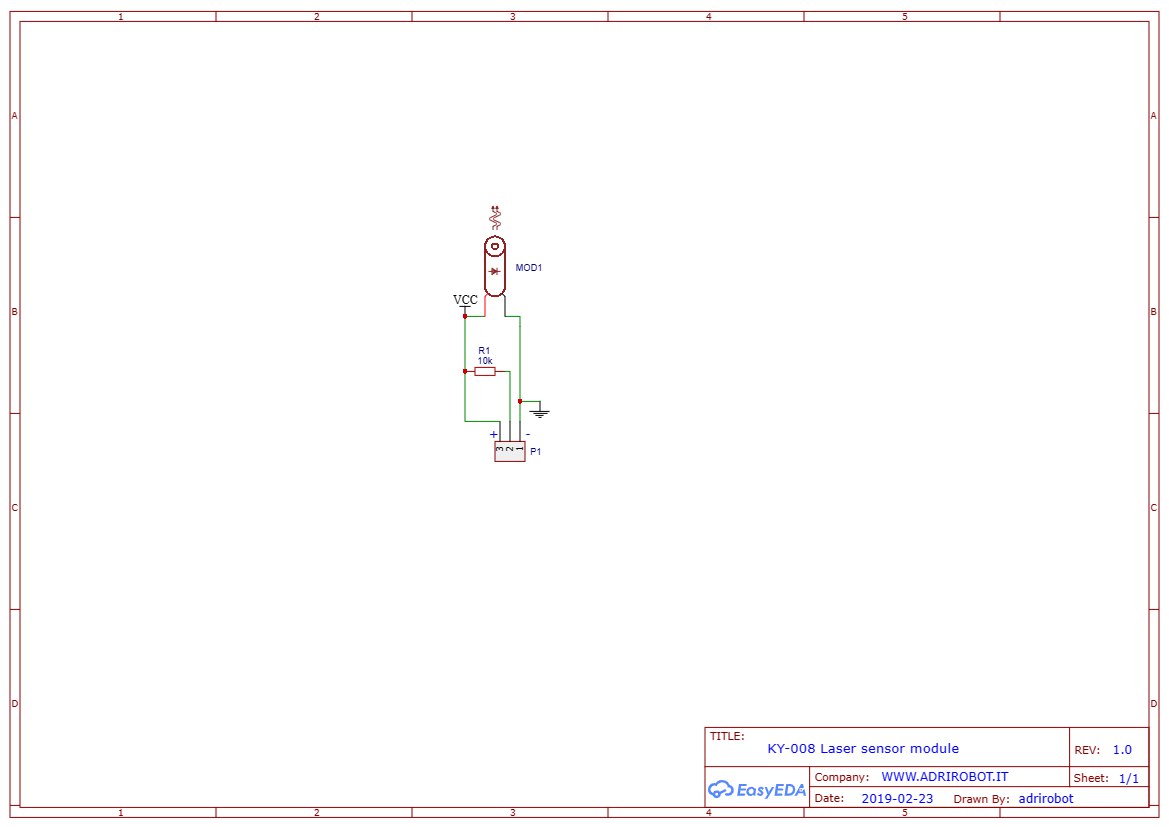 1 2 3 4 5
A A
MOD1
VCC
B B
R1
10k
+ -
3 2 1
P1
C C
D D
TITLE:
KY-008 Laser sensor module
REV: 1.0
EasyEDA
Company: WWW.ADRIROBOT.IT
Sheet: 1/1
Date: 2019-02-23 Drawn By: adrirobot
1 2 3 4 5